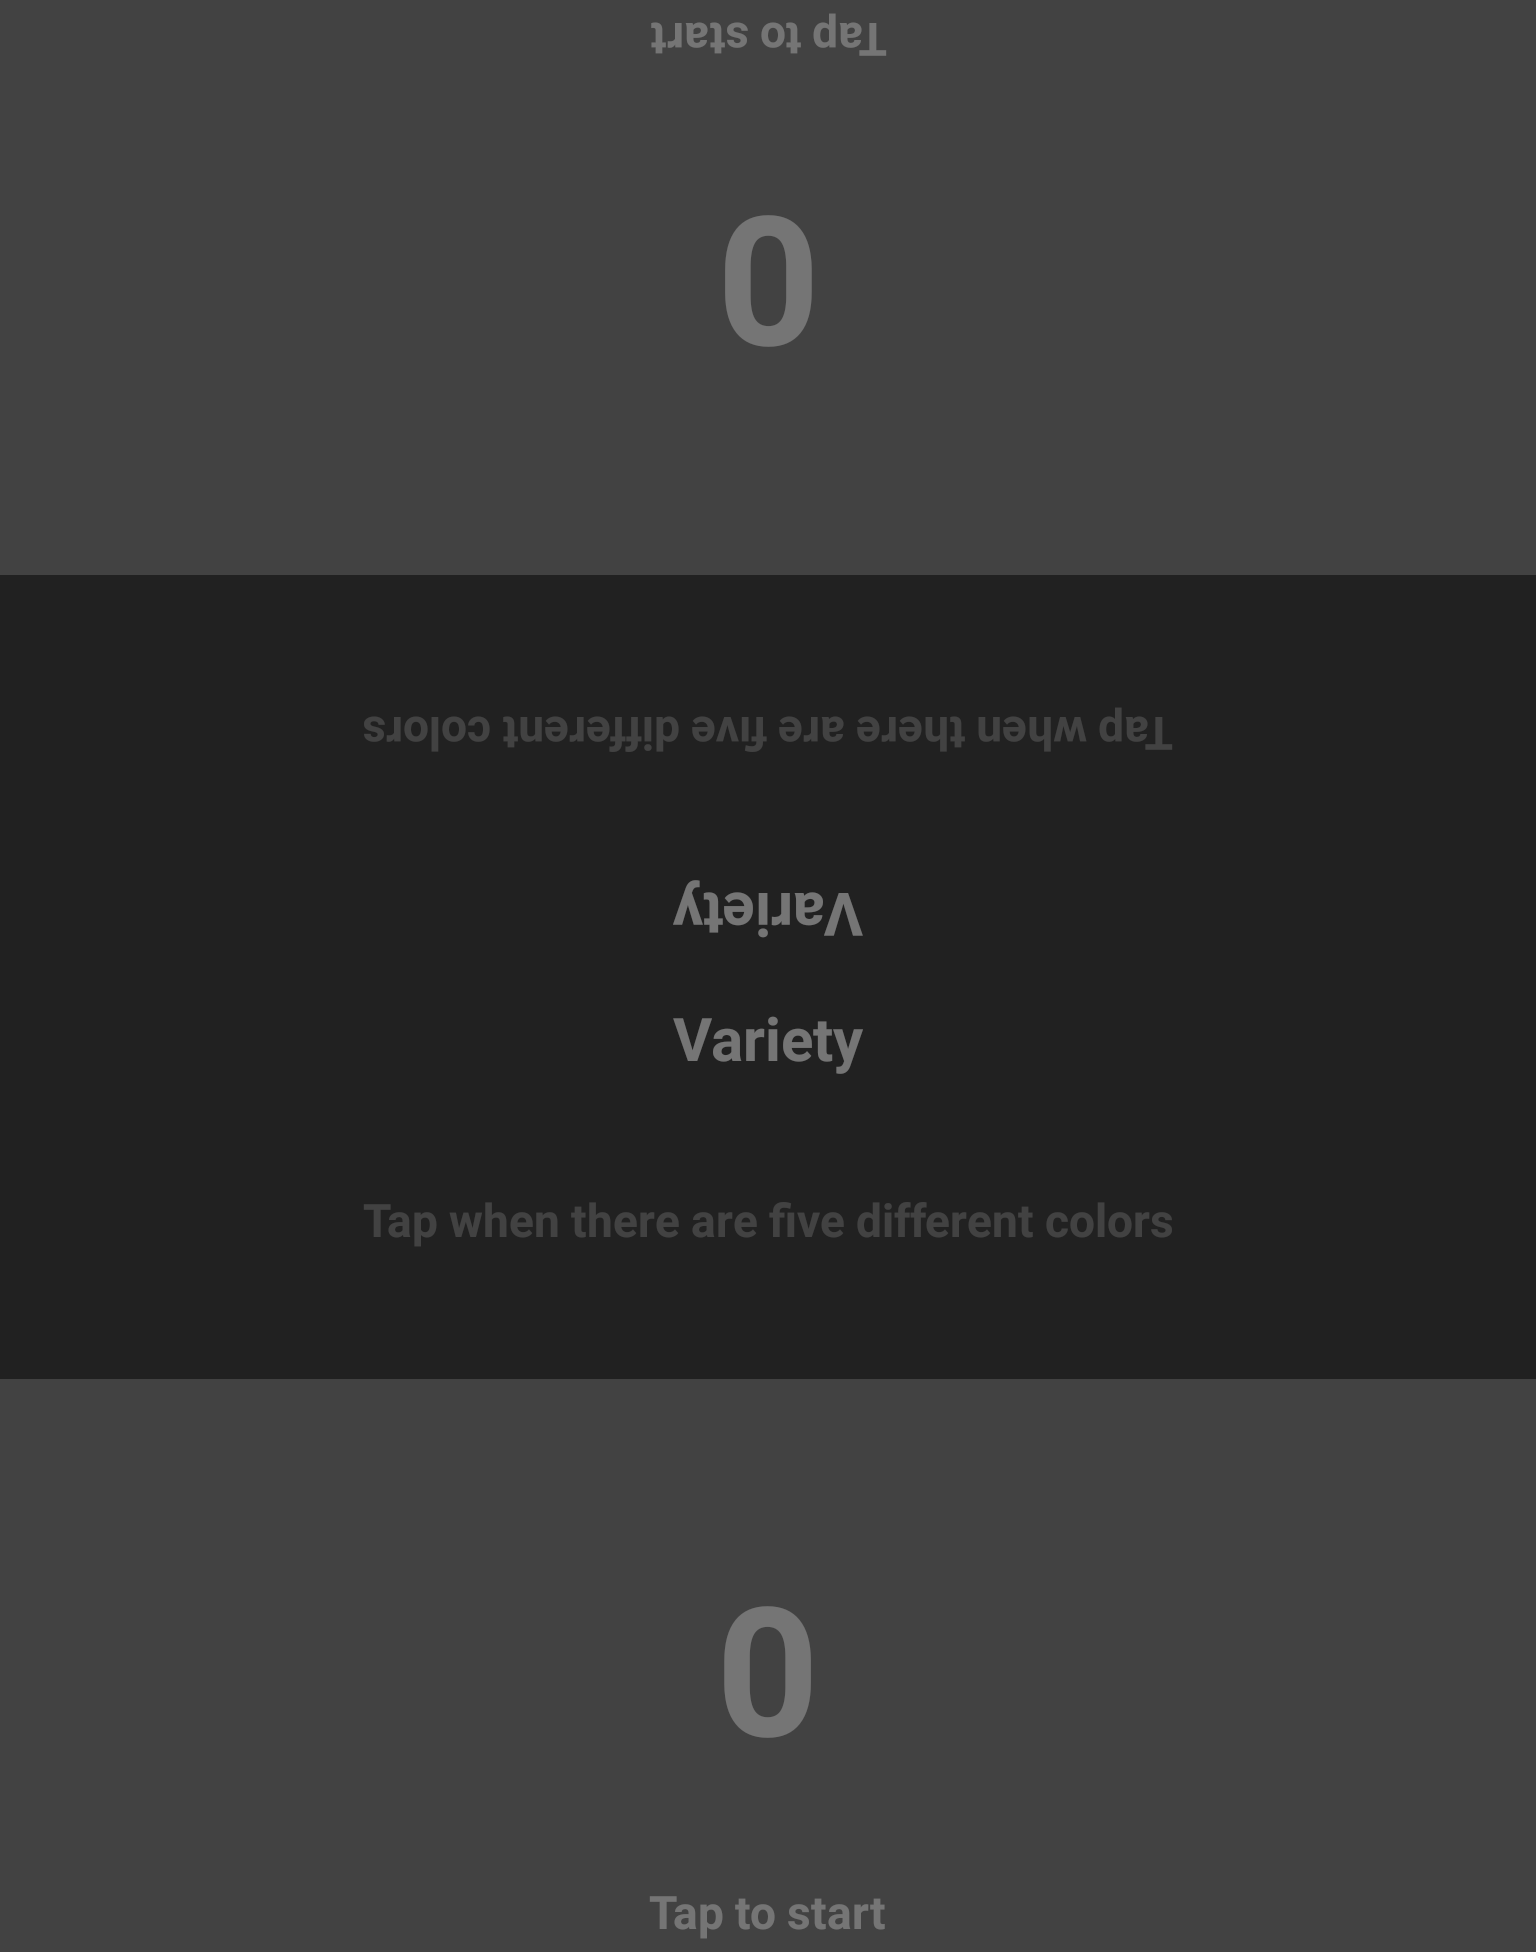 Tap to start
0
Tap when there are five different colors
Variety
Variety
Tap when there are five different colors
0
Tap to start